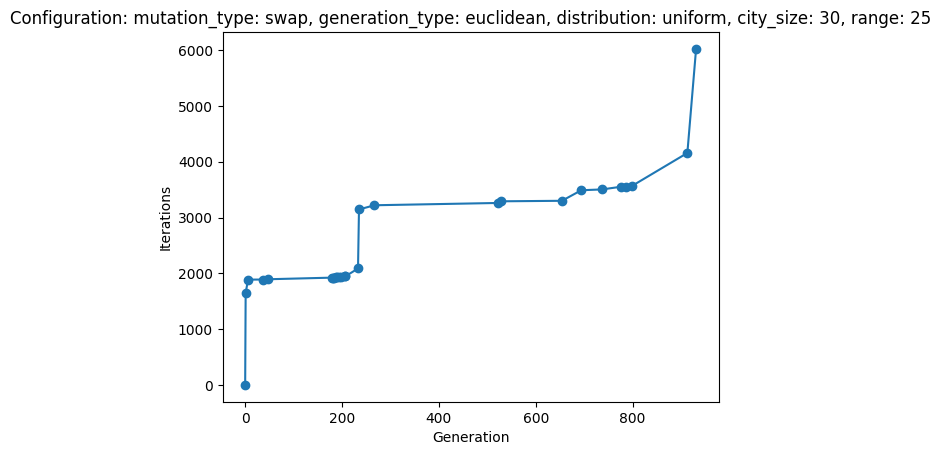 Configuration: mutation_type: swap, generation_type: euclidean, distribution: uniform, city_size: 30, range: 25
6000
5000
4000
3000
2000
1000
0
Iterations
0 200 400 600 800
Generation